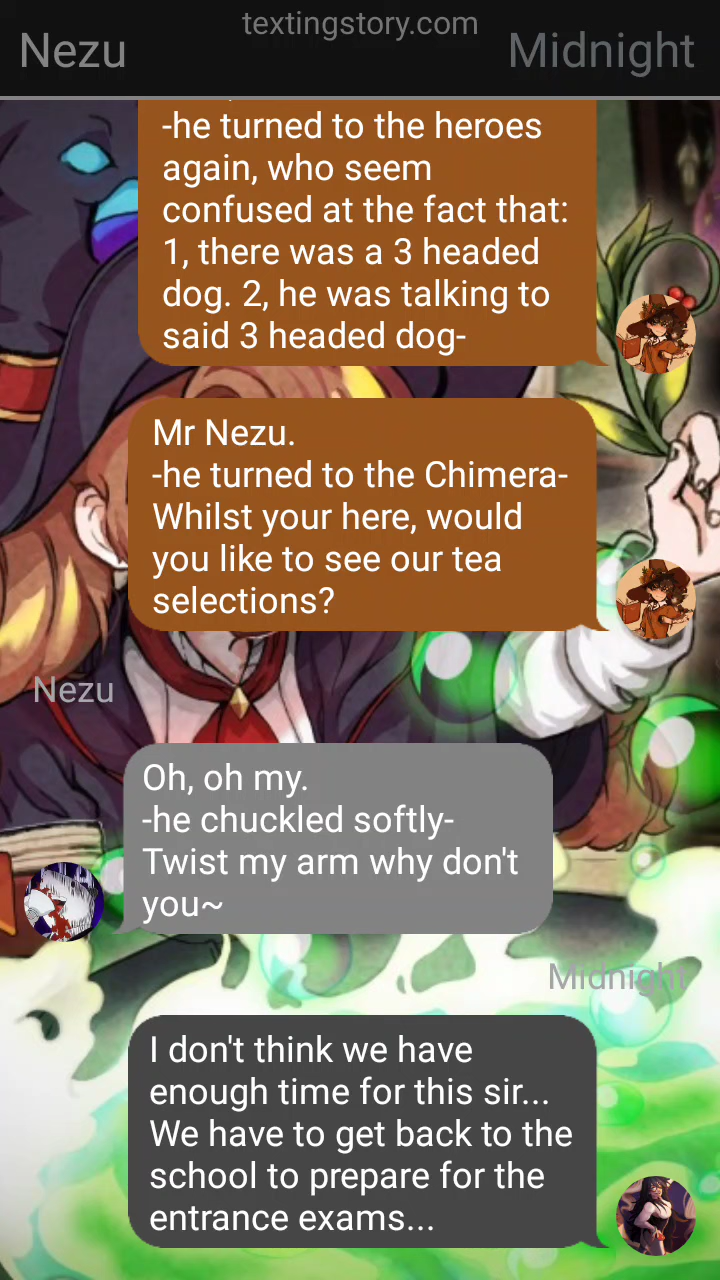 textingstory.com
Nezu
Midnight
-he turned to the heroes
again, who seem
confused at the fact that:
1, there was a 3 headed
dog. 2, he was talking to
said 3 headed dog-
Mr Nezu.
-he turned to the Chimera-
Whilst your here, would
you like to see our tea
selections?
Nezu
Oh, oh my.
-he chuckled softly-
Twist my arm why don't
you~
Midnight
I don't think we have
enough time for this sir...
We have to get back to the
school to prepare for the
entrance exams...